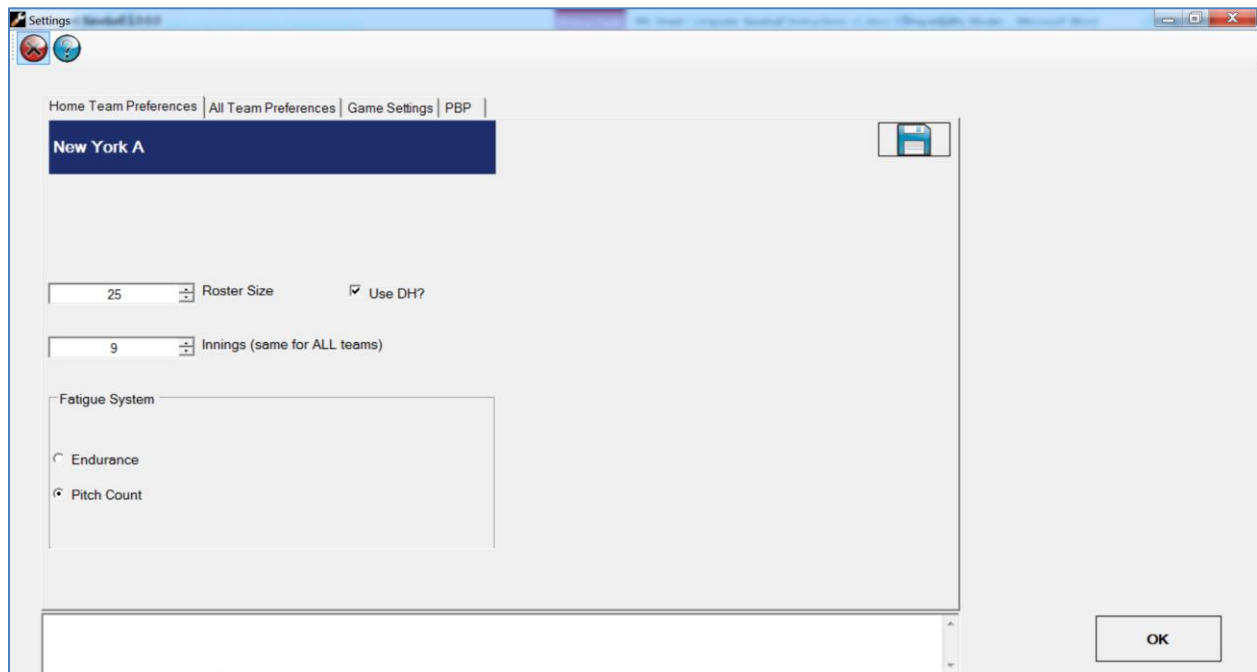 Settings
Home Team Preferences All Team Preferences Game Settings PBP
New York A
25 Roster Size Use DH?
9 Innings (same for ALL teams)
Fatigue System
Endurance
Pitch Count
OK